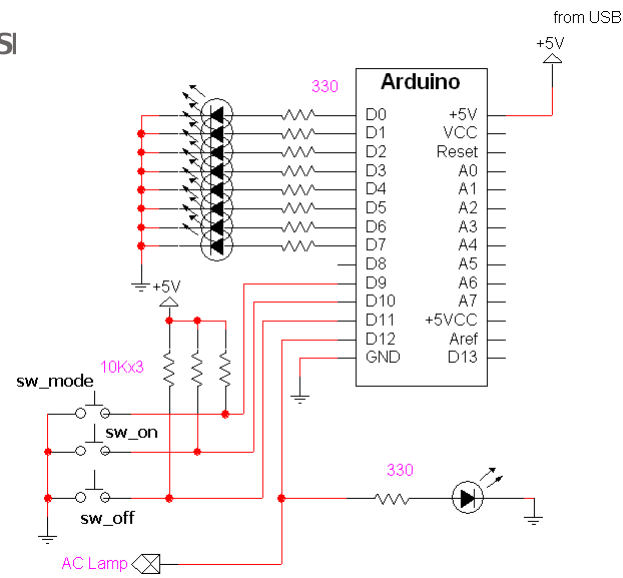 from USB
+5V
SI
330
Arduino
D0 +5V
D1 VCC
D2 Reset
D3 A0
D4 A1
D5 A2
D6 A3
D7 A4
D8 A5
D9 A6
D10 A7
D11 +5VCC
D12 Aref
GND D13
+5V
10Kx3
sw_mode
sw_on
sw_off
330
AC Lamp